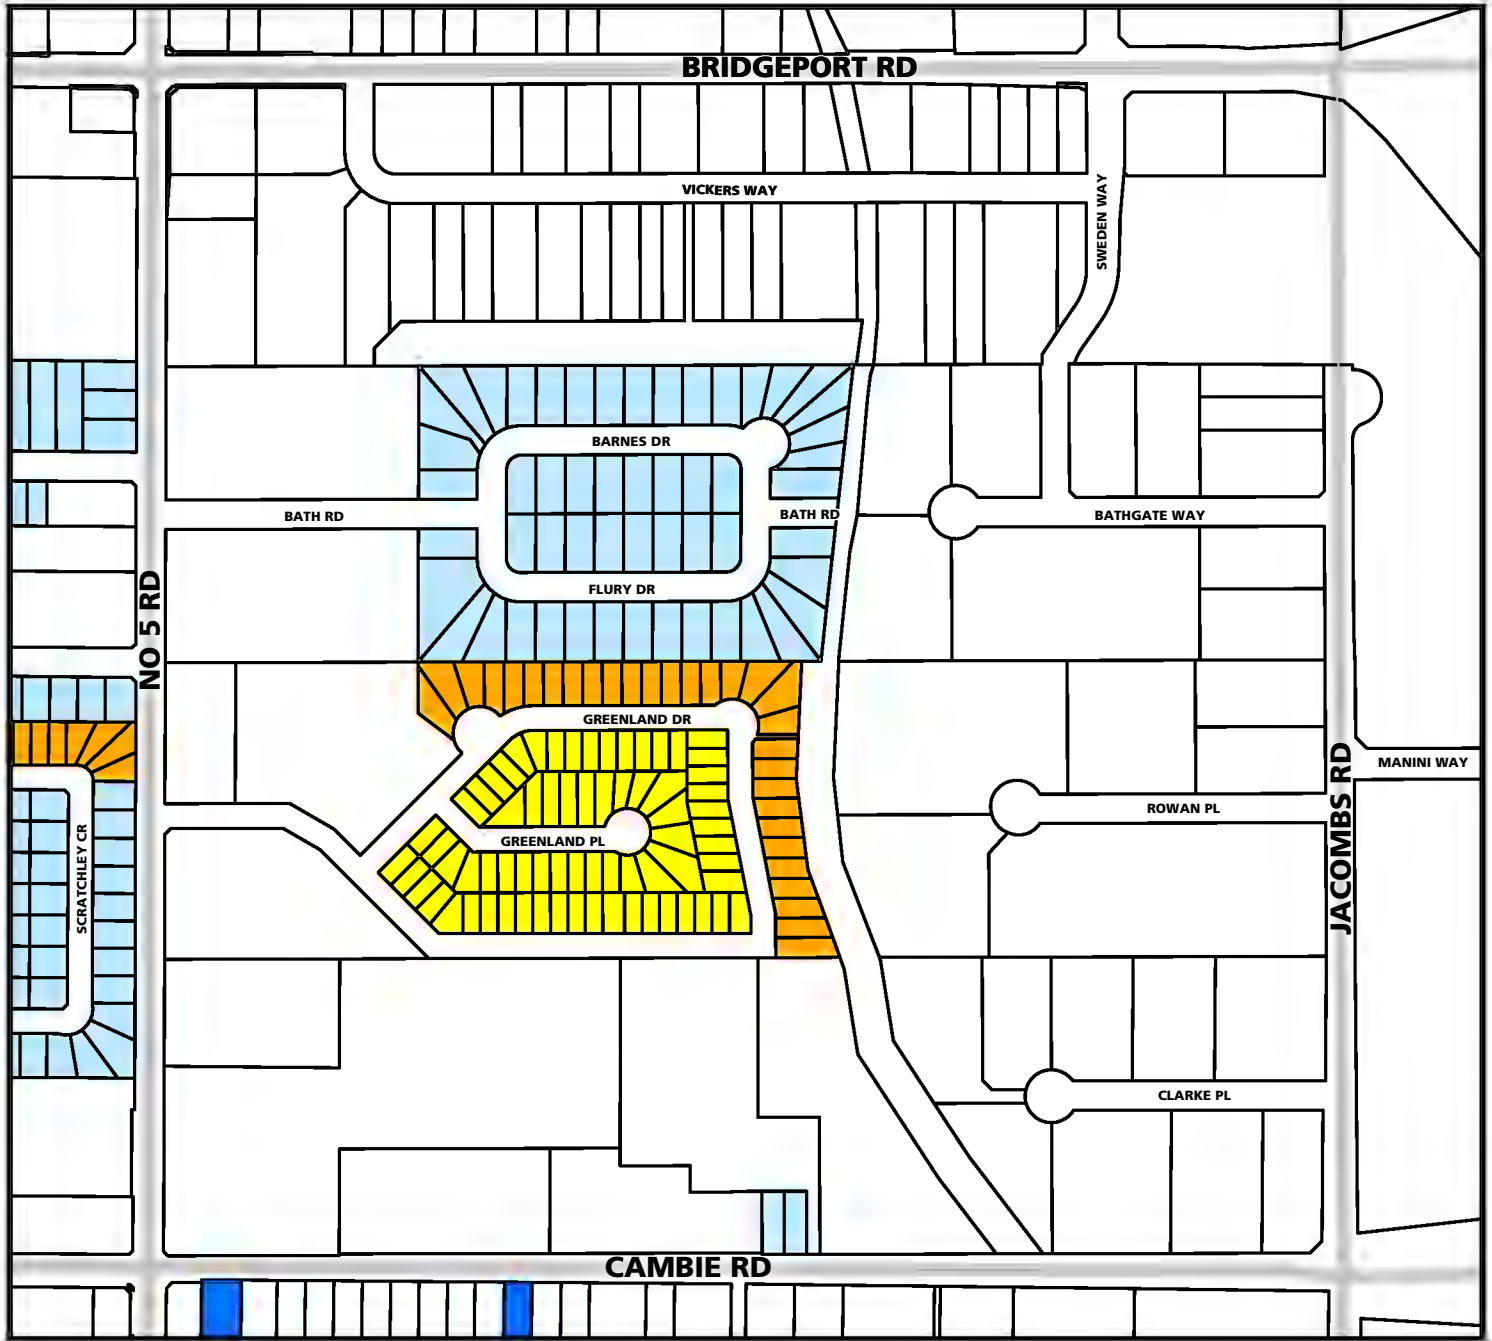 BRIDGEPORT RD
VICKERS WAY
SWEDEN WAY
BARNES DR
BATH RD
BATH RD
BATHGATE WAY
FLURY DR
NO 5 RD
GREENLAND DR
MANINI WAY
ROWAN PL
GREENLAND PL
SCRATCHLEY CR
JACOMBS RD
CLARKE PL
CAMBIE RD